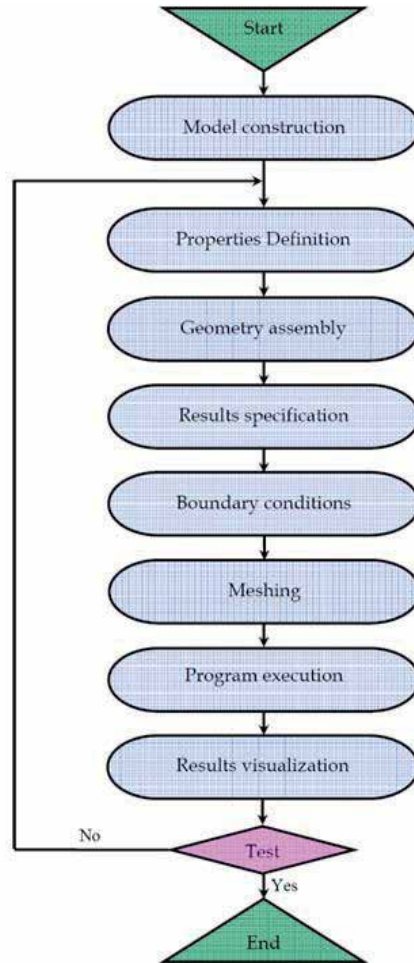 Start
Model construction
Properties Definition
Geometry assembly
Results specification
Boundary conditions
Meshing
Program execution
Results visualization
No
Test
Yes
End